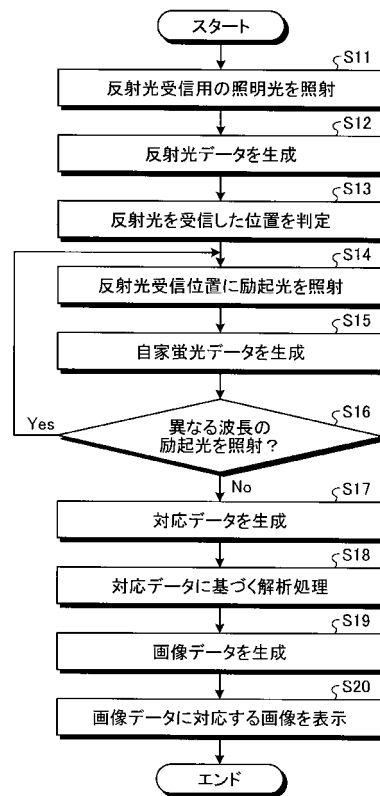 スタート
S11
反射光受信用の照明光を照射
S12
反射光データを生成
S13
反射光を受信した位置を判定
S14
反射光受信位置に励起光を照射
S15
自家蛍光データを生成
S16
異なる波長の
励起光を照射?
Yes
No
S17
対応データを生成
S18
対応データに基づく解析処理
S19
画像データを生成
S20
画像データに対応する画像を表示
エンド